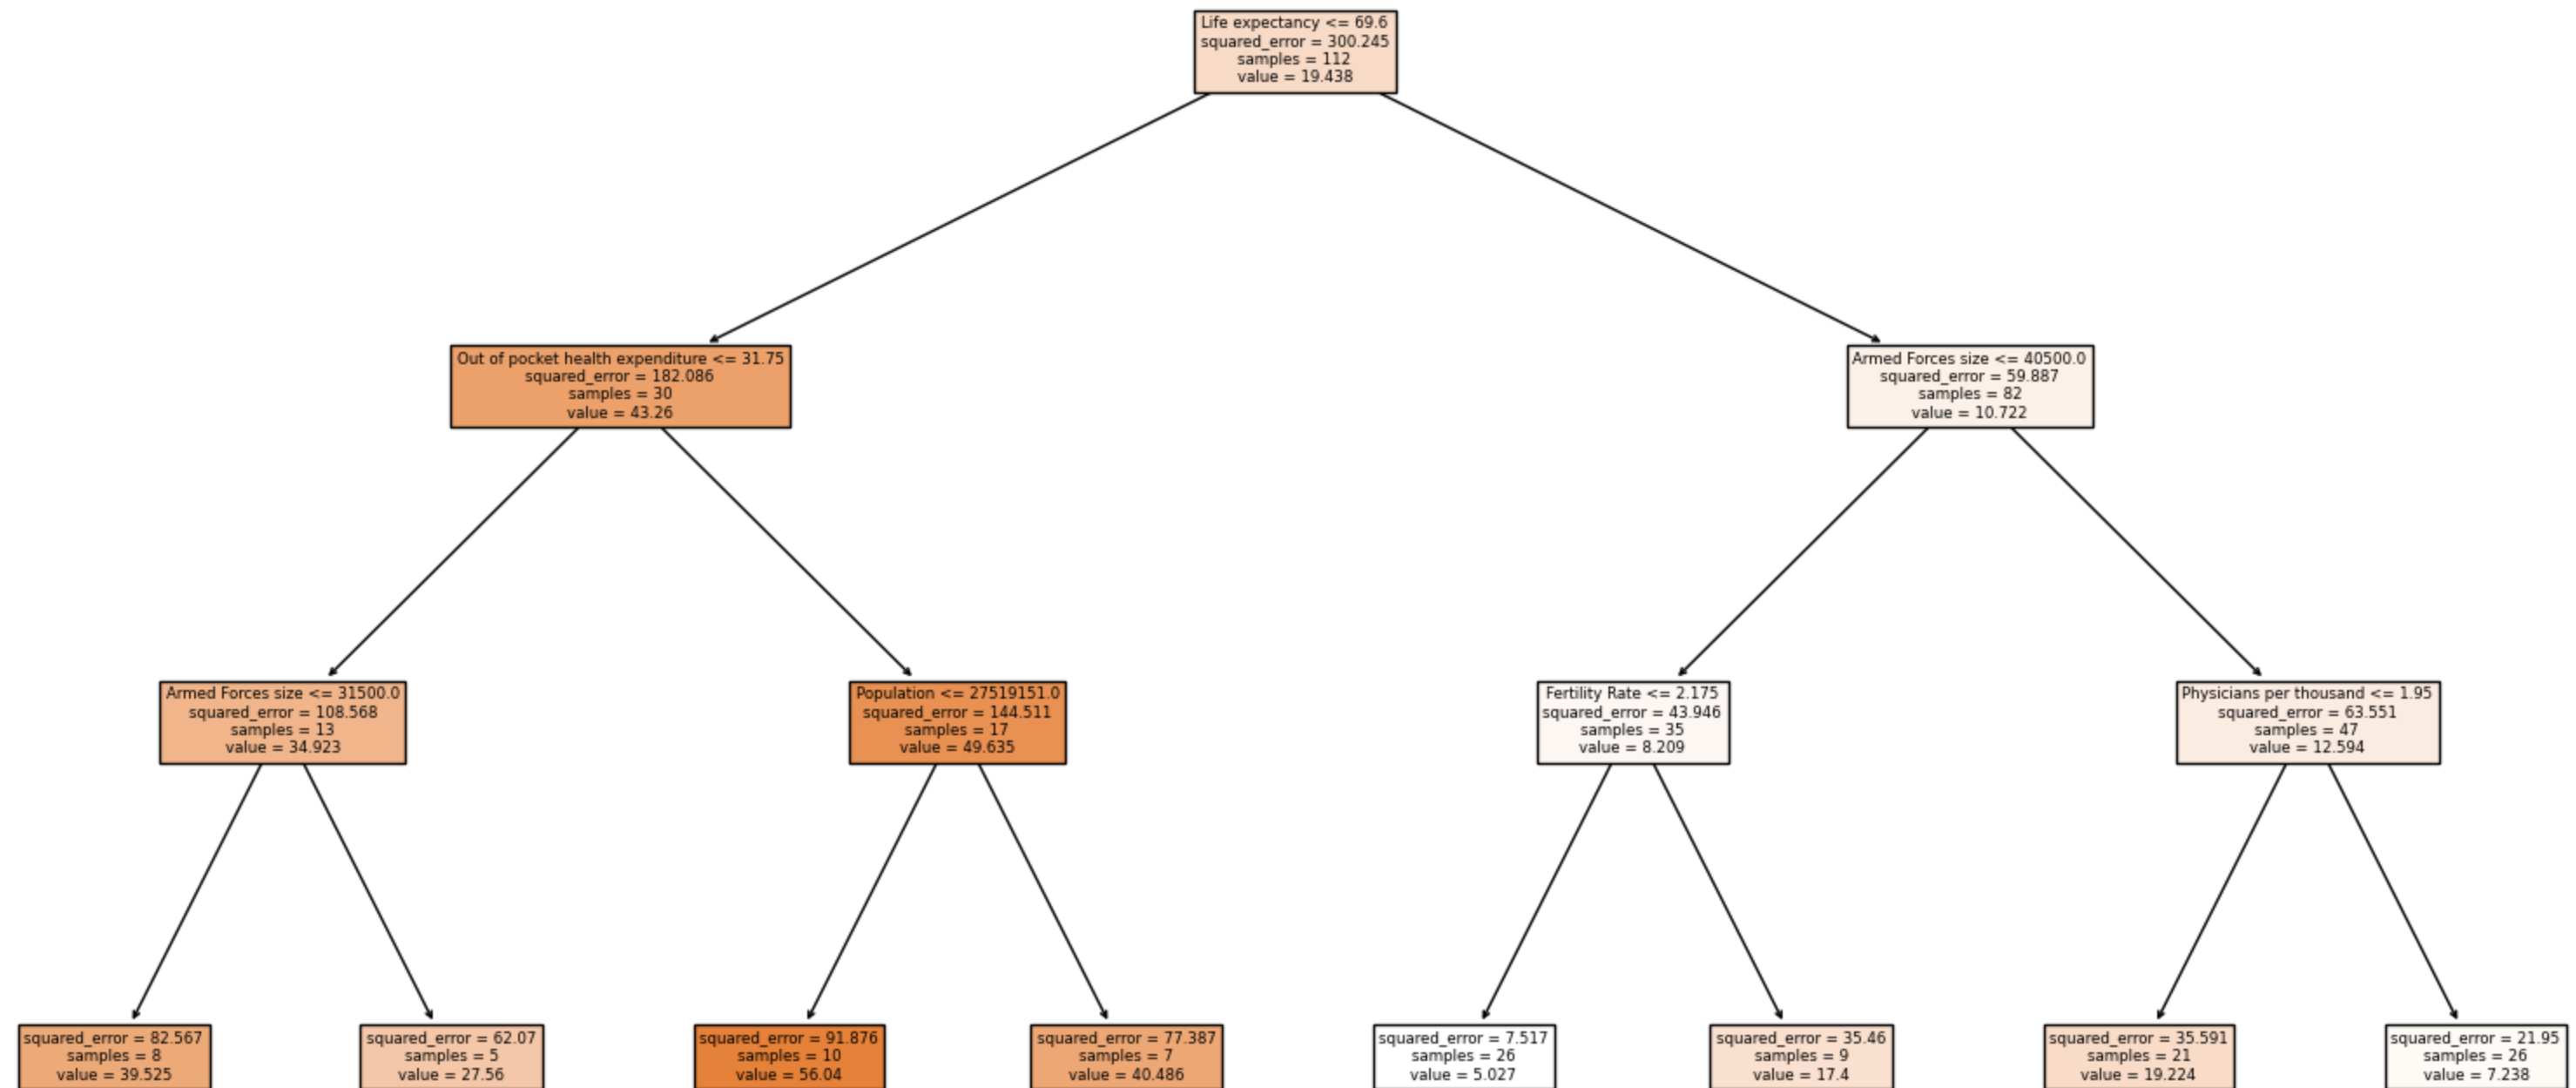 Life expectancy <= 69.6
squared_error = 300.245
samples = 112
value = 19.438
Out of pocket health expenditure <= 31.75
squared_error = 182.086
samples = 30
value = 43.26
Armed Forces size <= 40500.0
squared_error = 59.887
samples = 82
value = 10.722
Armed Forces size <= 31500.0
squared_error = 108.568
samples = 13
value = 34.923
Population <= 27519151.0
squared_error = 144.511
samples = 17
value = 49.635
Fertility Rate <= 2.175
squared_error = 43.946
samples = 35
value = 8.209
Physicians per thousand <= 1.95
squared_error = 63.551
samples = 47
value = 12.594
squared_error = 82.567
samples = 8
value = 39.525
squared_error = 62.07
samples = 5
value = 27.56
squared_error = 91.876
samples = 10
value = 56.04
squared_error = 77.387
samples = 7
value = 40.486
squared_error = 7.517
samples = 26
value = 5.027
squared_error = 35.46
samples = 9
value = 17.4
squared_error = 35.591
samples = 21
value = 19.224
squared_error = 21.95
samples = 26
value = 7.238